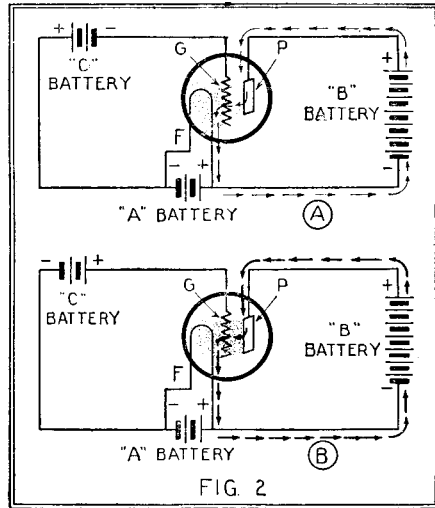 + -
"C"
BATTERY
G P
+
"B"
BATTERY
F
- +
-
"A" BATTERY
A
- +
"C"
BATTERY
G P
+
"B"
BATTERY
F
- +
-
"A" BATTERY
B
FIG. 2